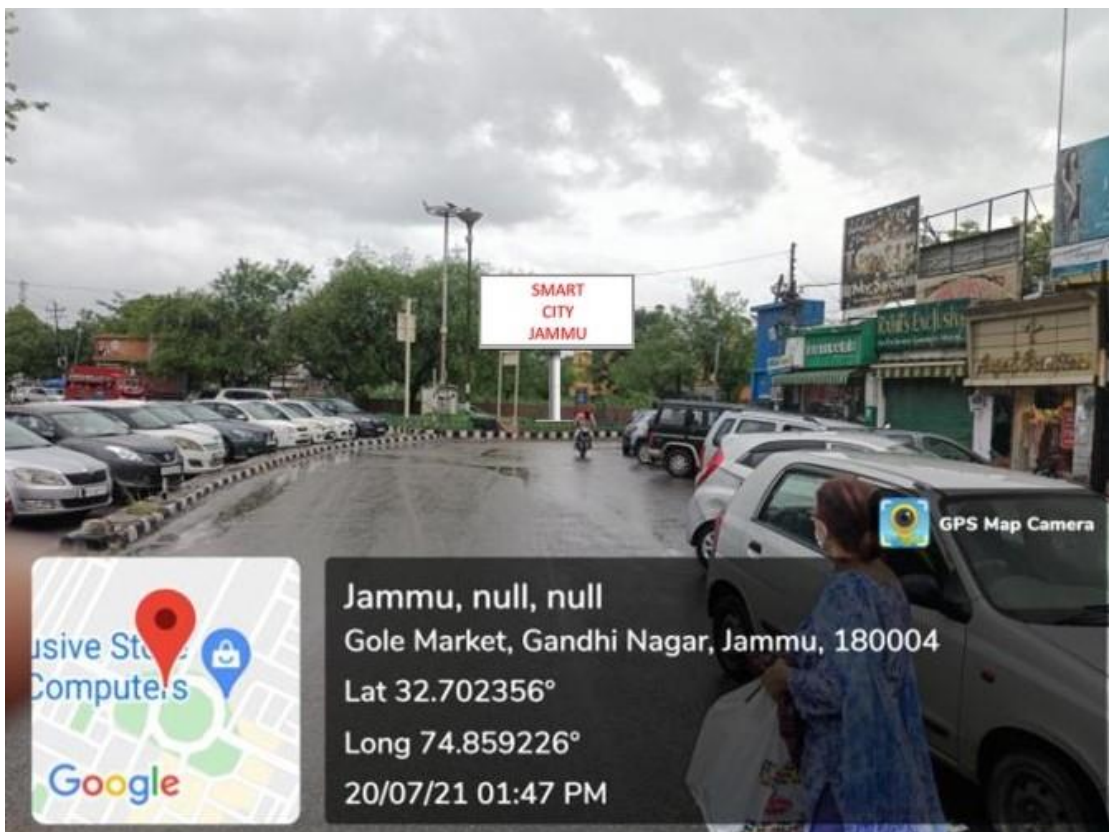 SMART
CITY
JAMMU
GPS Map Camera
Jammu, null, null
Gole Market, Gandhi Nagar, Jammu, 180004
Lat 32.702356°
Long 74.859226°
20/07/21 01:47 PM
Computers
Google